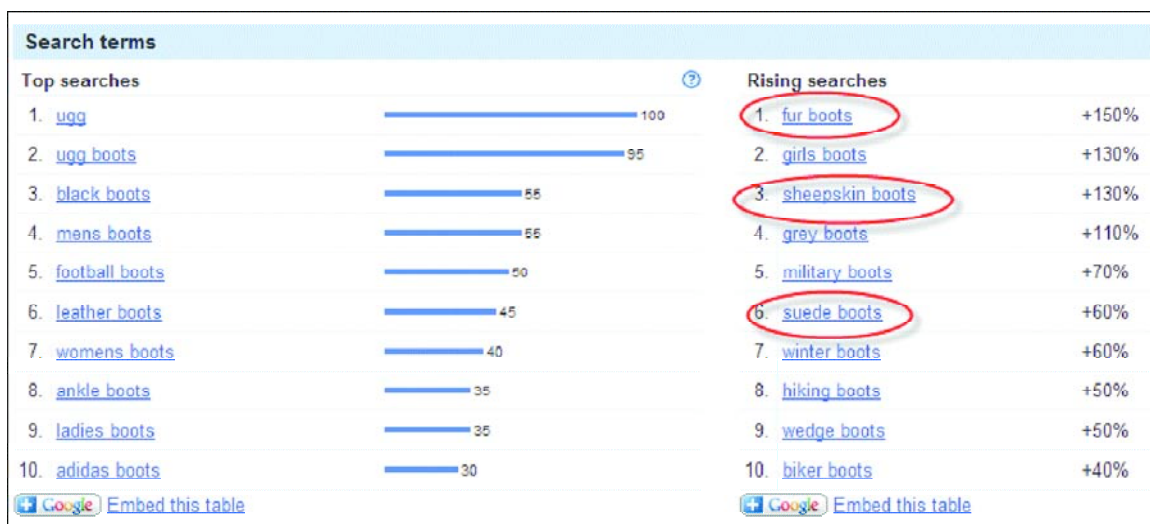 Search terms
Top searches
1. ugg 100
2. ugg boots 95
3. black boots 55
4. mens boots 55
5. football boots 50
6. leather boots 45
7. womens boots 40
8. ankle boots 35
9. ladies boots 35
10. adidas boots 30
Google Embed this table
Rising searches
1. fur boots +150%
2. girls boots +130%
3. sheepskin boots +130%
4. grey boots +110%
5. military boots +70%
6. suede boots +60%
7. winter boots +60%
8. hiking boots +50%
9. wedge boots +50%
10. biker boots +40%
Google Embed this table